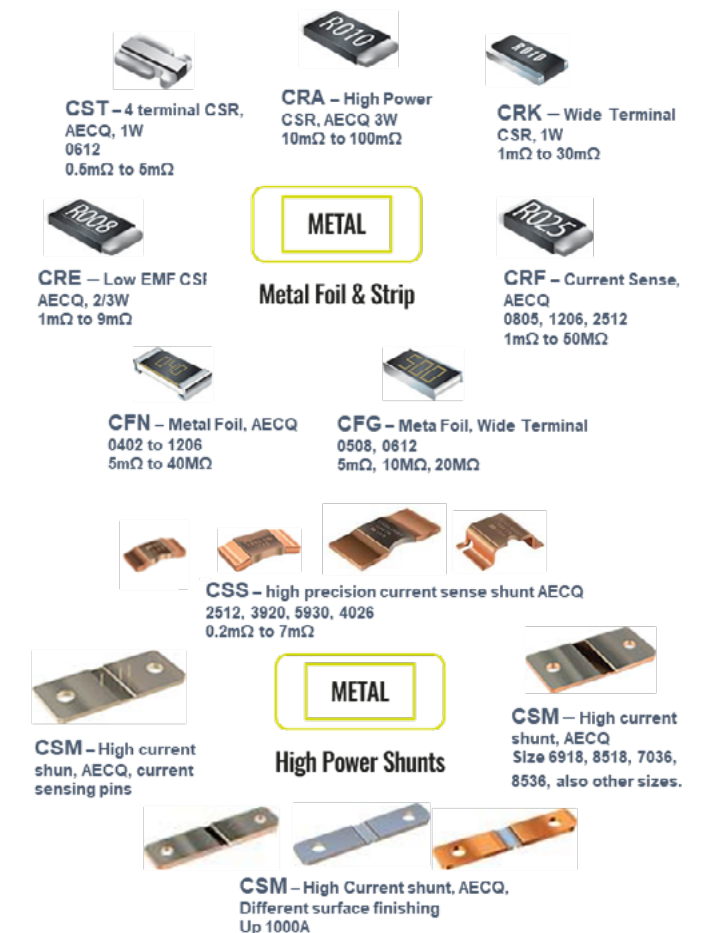 R010
R010
CRA – High Power
CSR, AECQ 3W
10mΩ to 100mΩ
CST – 4 terminal CSR,
AECQ, 1W
0612
0.5mΩ to 5mΩ
CRK – Wide Terminal
CSR, 1W
1mΩ to 30mΩ
R008
METAL
Metal Foil & Strip
R025
CRE – Low EMF CSF
AECQ, 2/3W
1mΩ to 9mΩ
CRF – Current Sense,
AECQ
0805, 1206, 2512
1mΩ to 50MΩ
500
CFN – Metal Foil, AECQ
0402 to 1206
5mΩ to 40MΩ
CFG – Meta Foil, Wide Terminal
0508, 0612
5mΩ, 10MΩ, 20MΩ
CSS – high precision current sense shunt AECQ
2512, 3920, 5930, 4026
0.2mΩ to 7mΩ
METAL
High Power Shunts
CSM – High current
shun, AECQ, current
sensing pins
CSM – High current
shunt, AECQ
Size 6918, 8518, 7036,
8536, also other sizes.
CSM – High Current shunt, AECQ,
Different surface finishing
Up 1000A